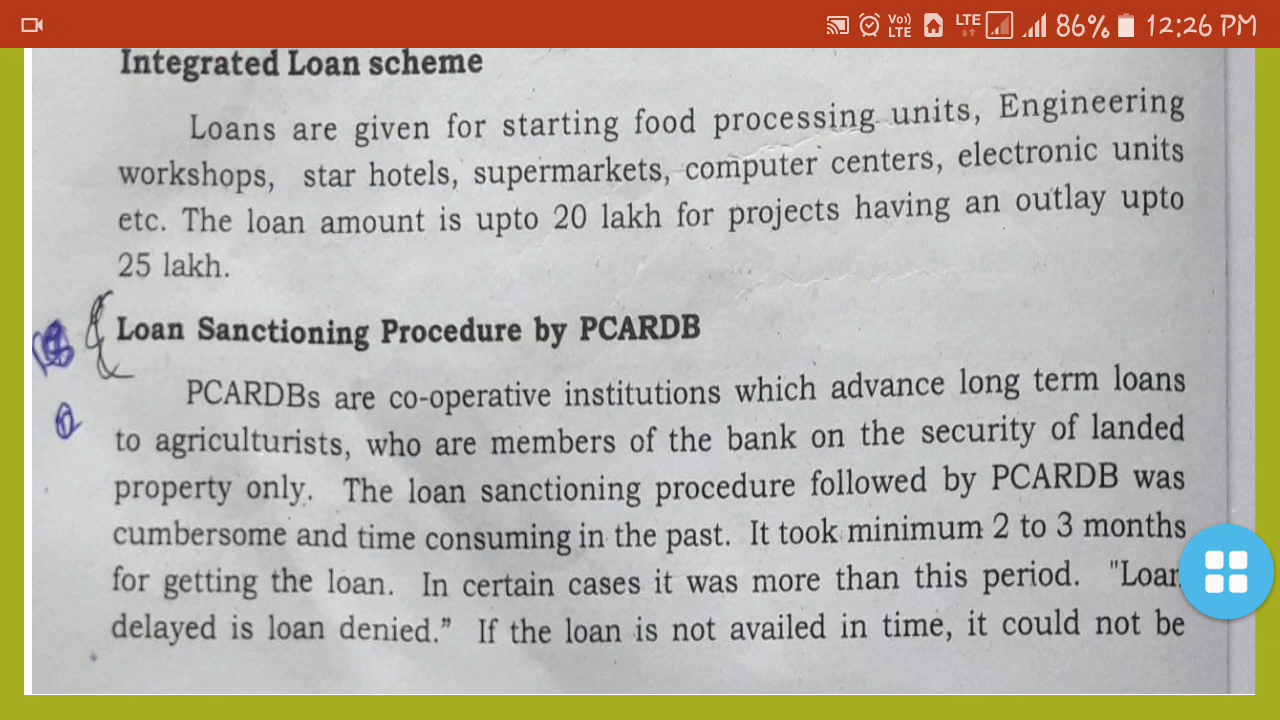 Vo))
LTE
LTE
86%
12:26 PM
Integrated Loan scheme
Loans are given for starting food processing units, Engineering
workshops, star hotels, supermarkets, computer centers, electronic units
etc. The loan amount is upto 20 lakh for projects having an outlay upto
25 lakh.
Loan Sanctioning Procedure by PCARDB
PCARDBs are co-operative institutions which advance long term loans
to agriculturists, who are members of the bank on the security of landed
property only. The loan sanctioning procedure followed by PCARDB was
cumbersome and time consuming in the past. It took minimum 2 to 3 months
for getting the loan. In certain cases it was more than this period. "Loan
delayed is loan denied.” If the loan is not availed in time, it could not be